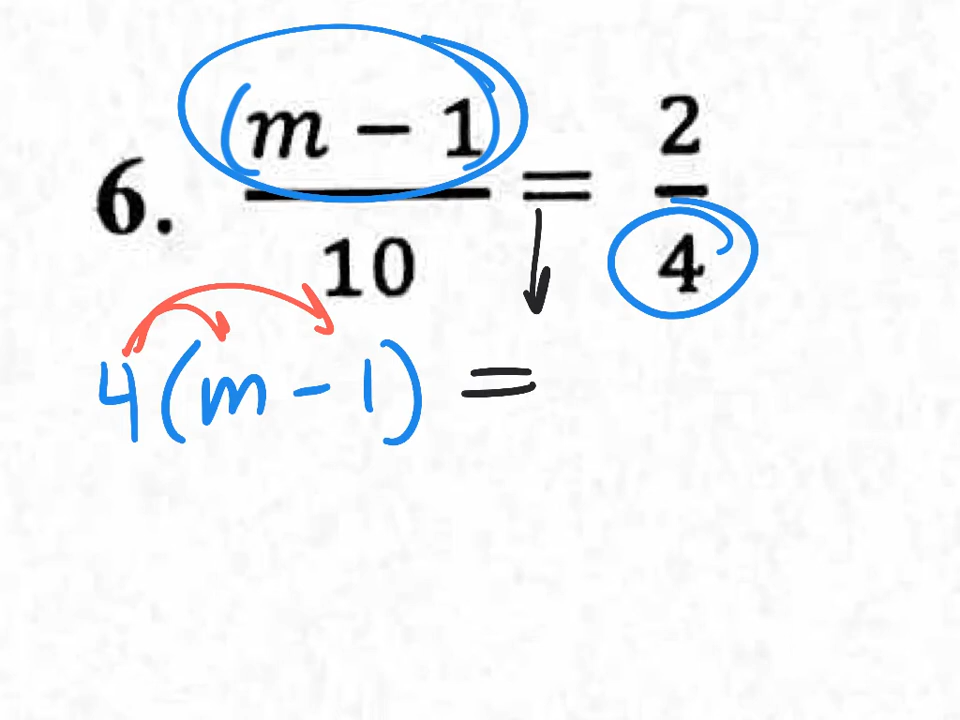 6. (m − 1)/10 = 2/4
4(m − 1) =